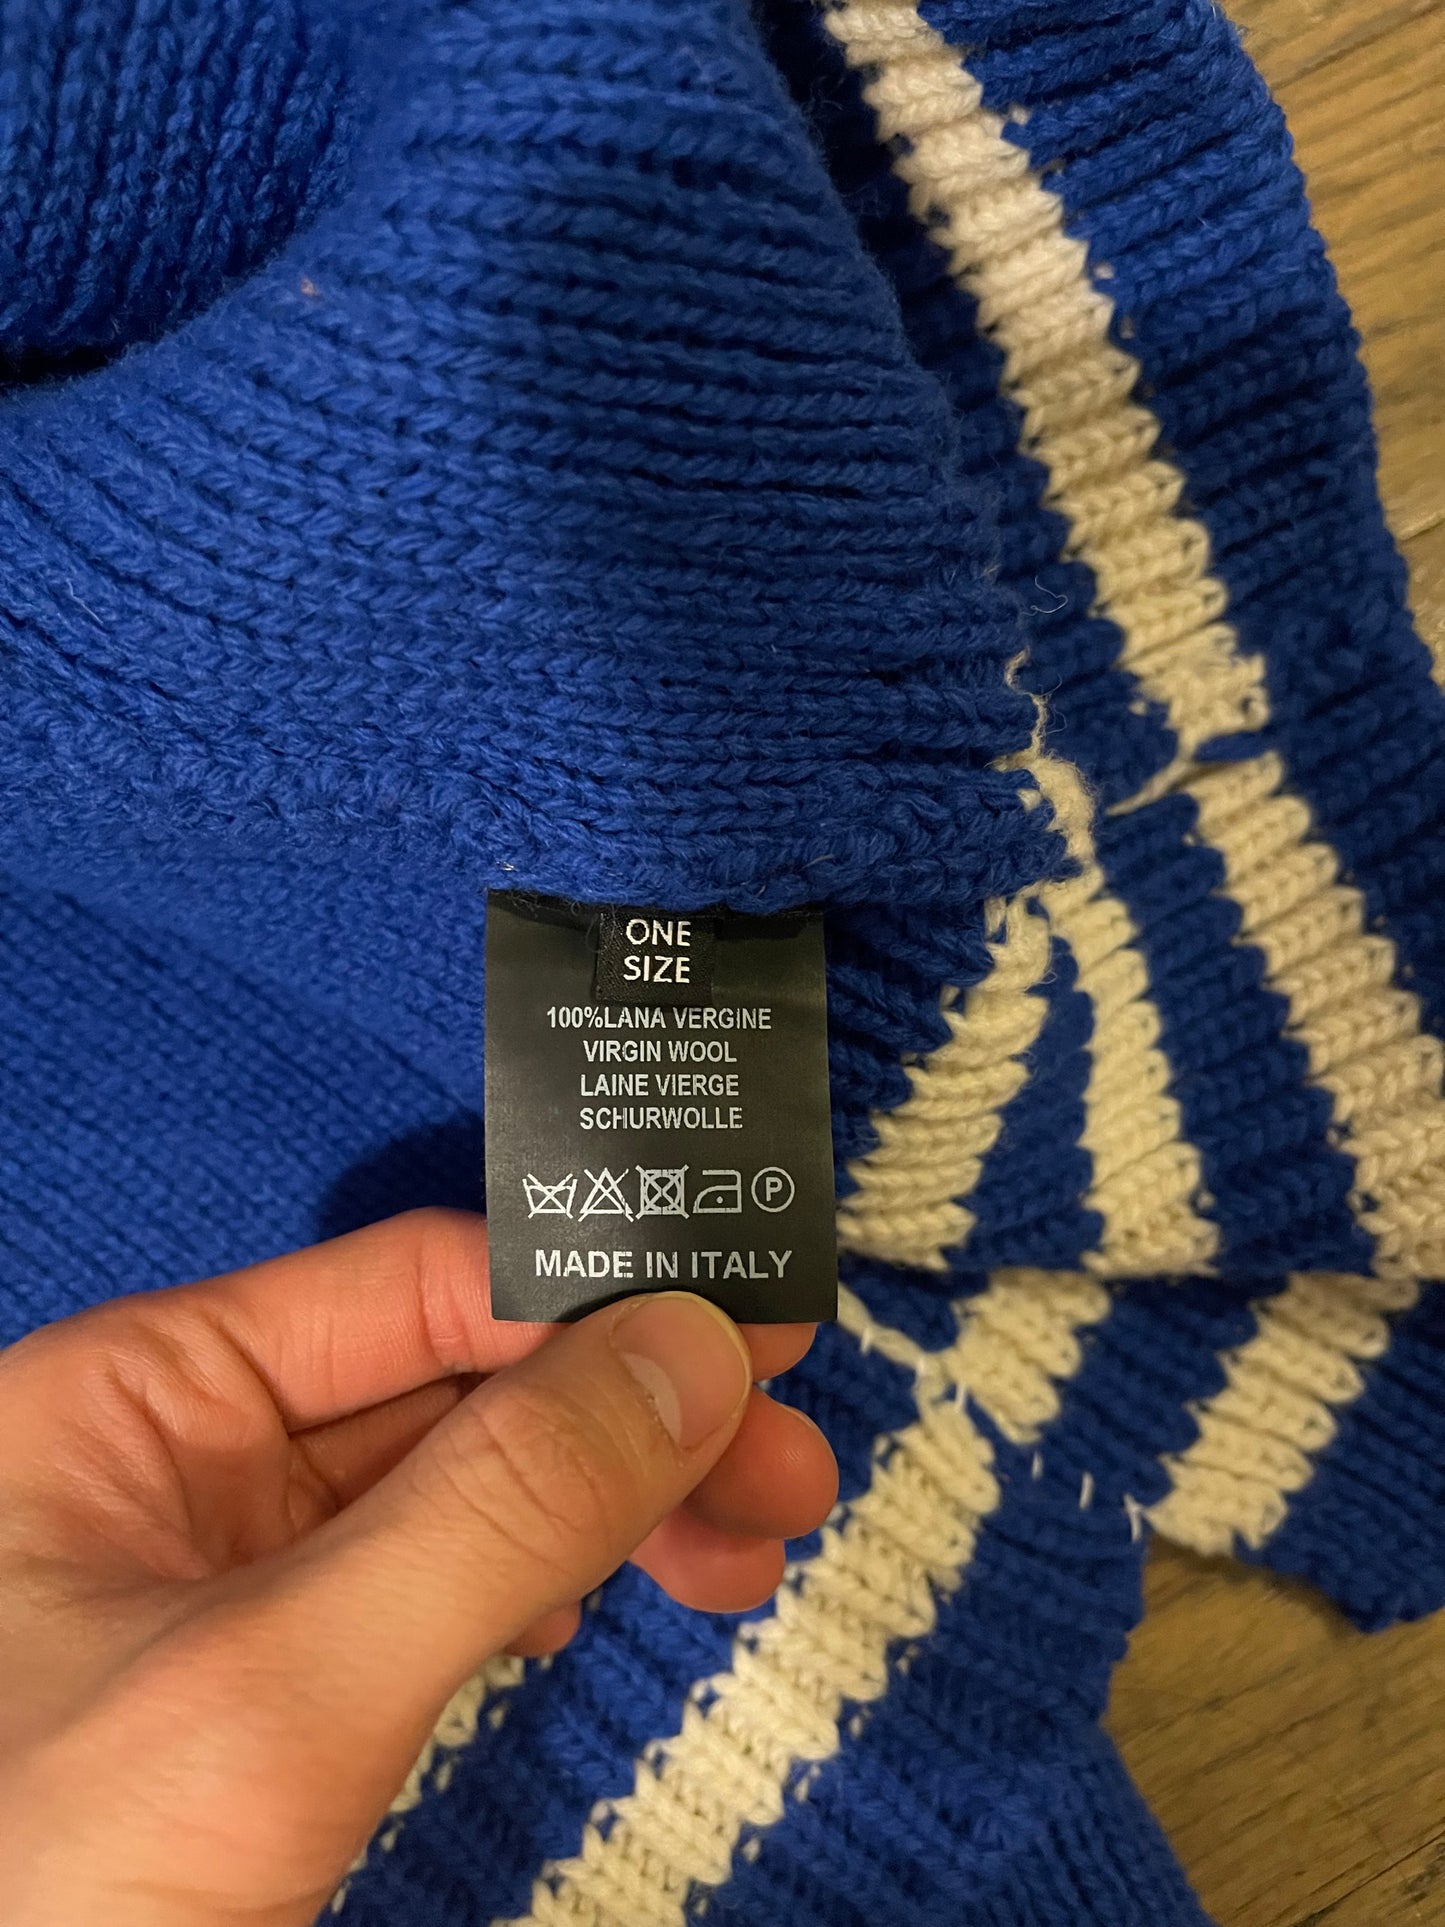 ONE
SIZE
100%LANA VERGINE
VIRGIN WOOL
LAINE VIERGE
SCHURWOLLE
P
MADE IN ITALY